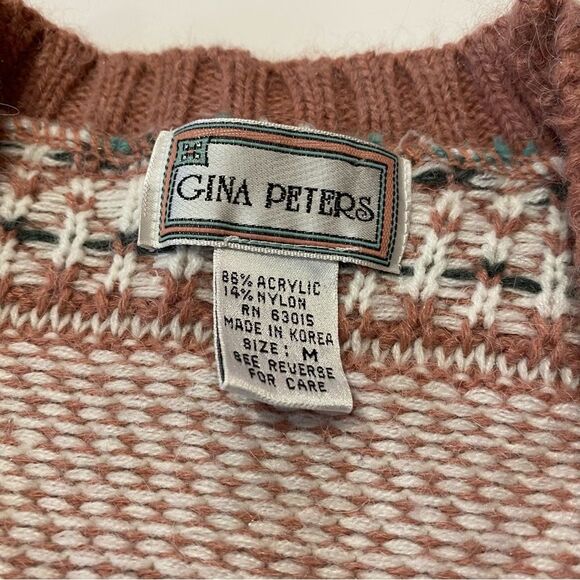 GINA PETERS
86% ACRYLIC
14% NYLON
RN 63015
MADE IN KOREA
SIZE: M
SEE REVERSE
FOR CARE